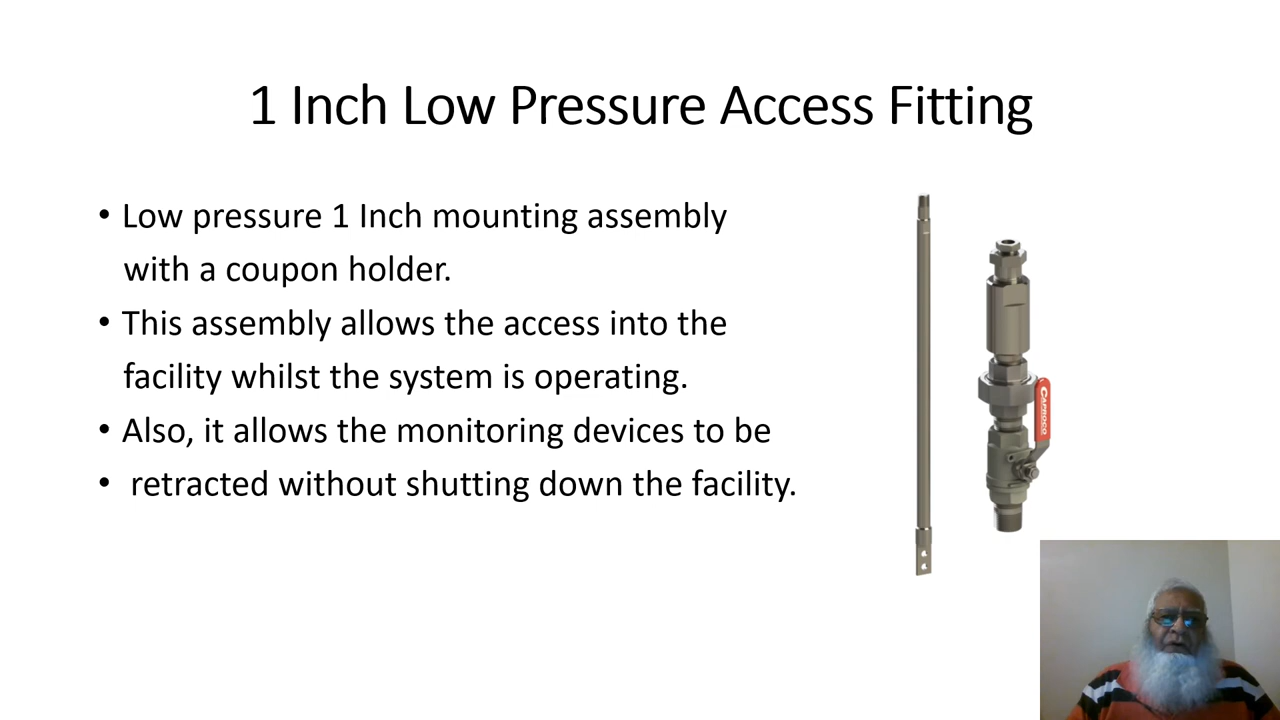 1 Inch Low Pressure Access Fitting
• Low pressure 1 Inch mounting assembly
with a coupon holder.
• This assembly allows the access into the
facility whilst the system is operating.
• Also, it allows the monitoring devices to be
• retracted without shutting down the facility.
CAPROCO